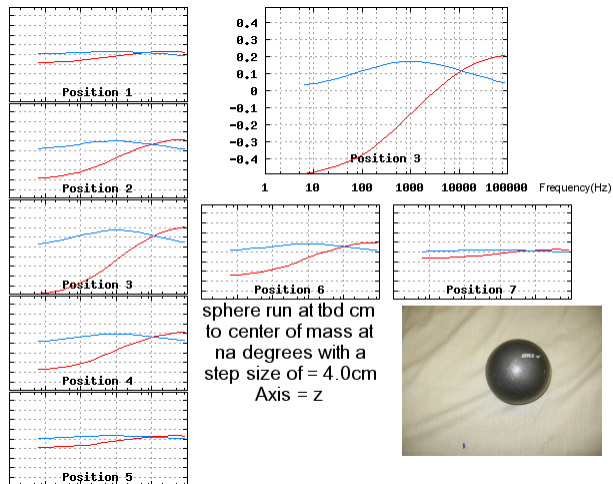 Position 1
Position 2
Position 3
Position 4
Position 5
0.4
0.3
0.2
0.1
0
-0.1
-0.2
-0.3
-0.4
Position 3
1 10 100 1000 10000 100000 Frequency(Hz)
Position 6
Position 7
sphere run at tbd cm
to center of mass at
na degrees with a
step size of = 4.0cm
Axis = z